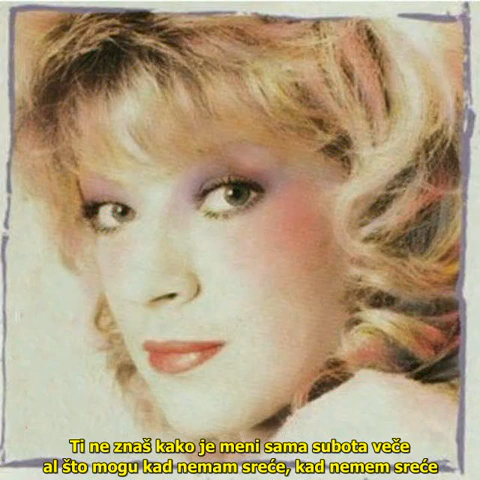 Ti ne znaš kako je meni sama subota veče
al što mogu kad nemam sreće, kad nemem sreće